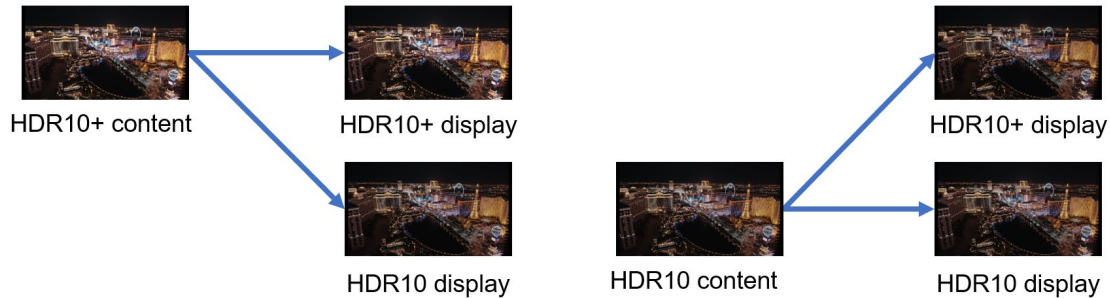 HDR10+ content
HDR10+ display
HDR10 display
HDR10+ display
HDR10 content
HDR10 display